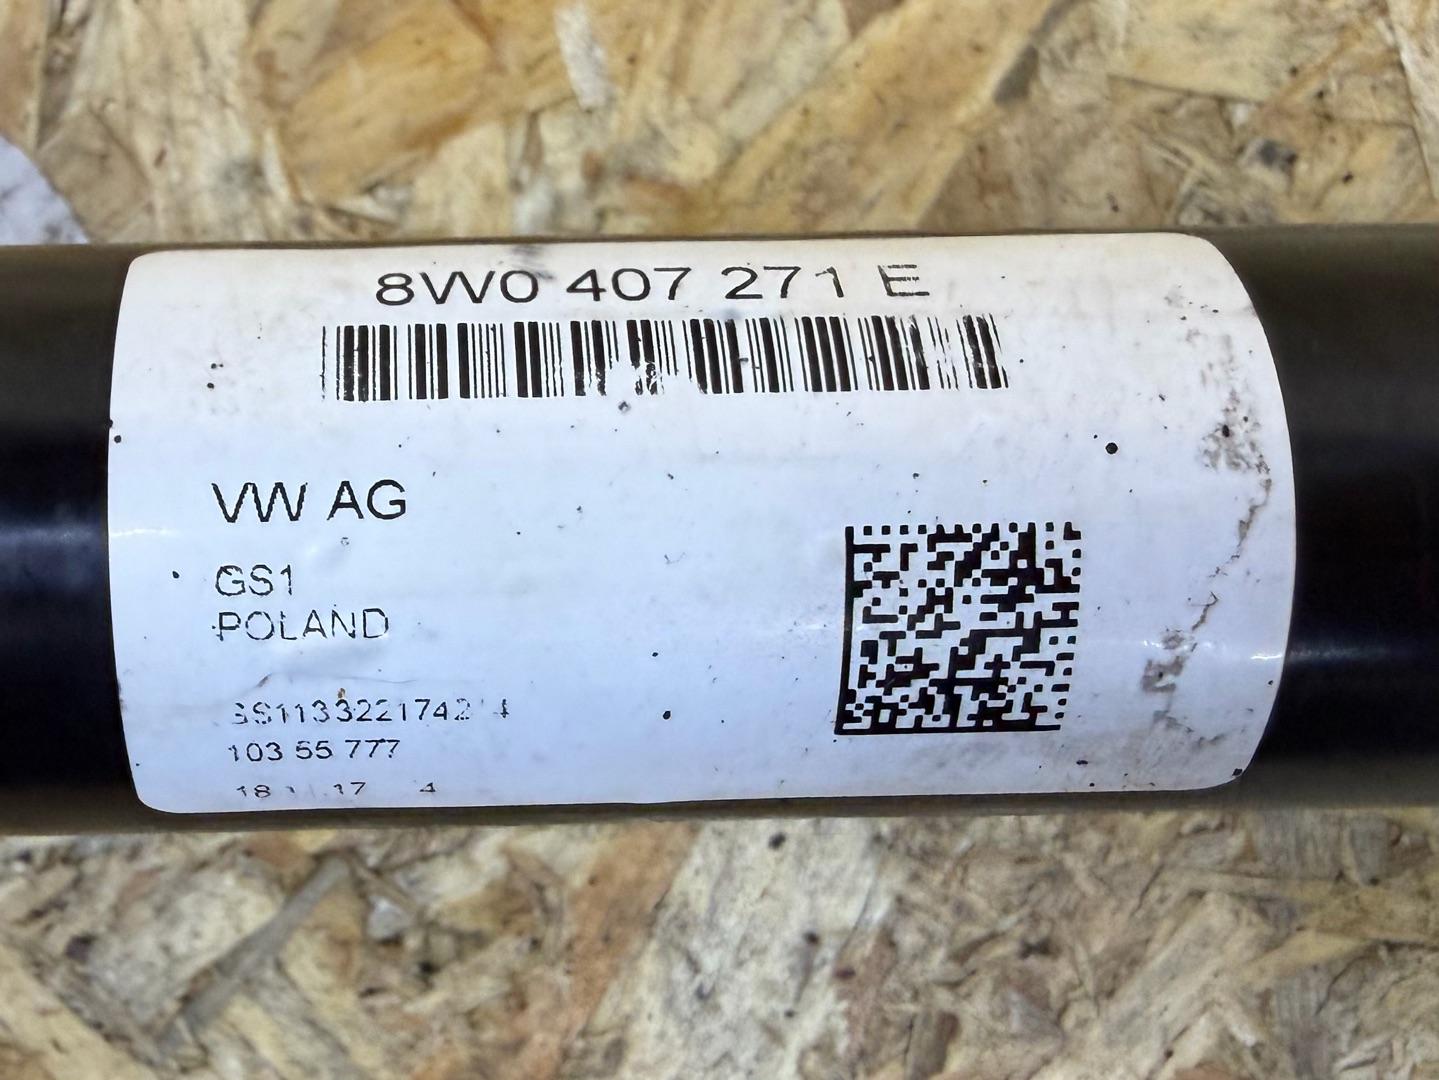 8W0 407 271 E
VW AG
GS1
POLAND
103 55 777